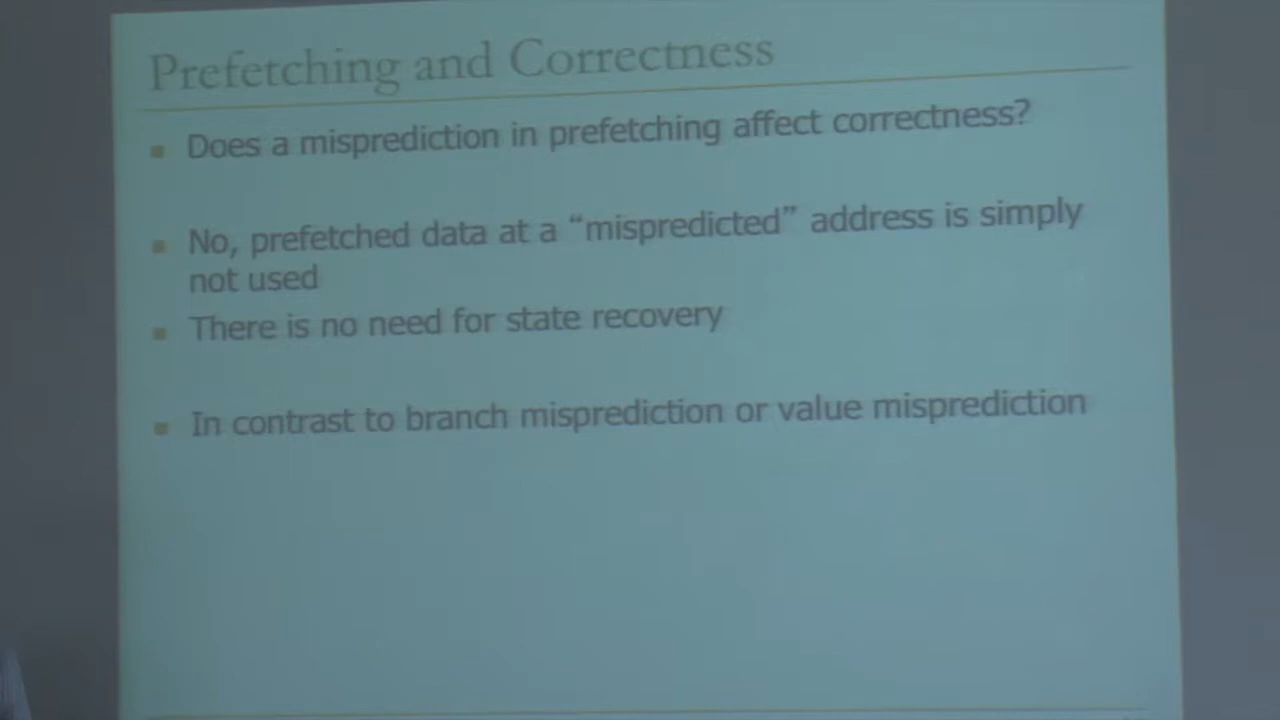 Prefetching and Correctness
Does a misprediction in prefetching affect correctness?
No, prefetched data at a “mispredicted” address is simply
not used
There is no need for state recovery
In contrast to branch misprediction or value misprediction